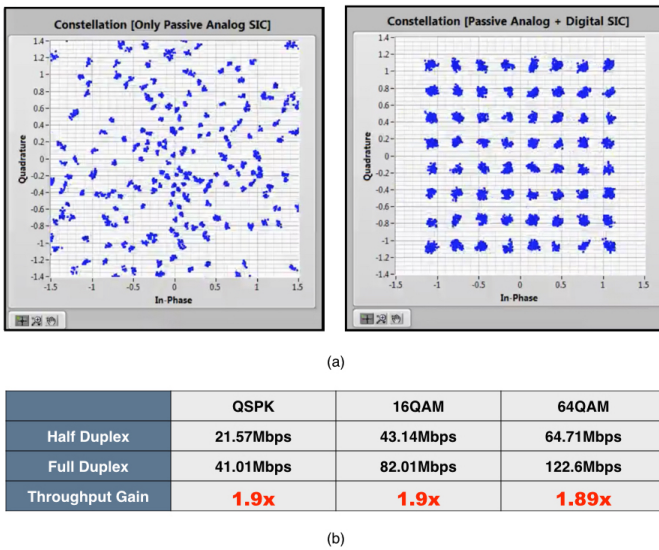 Constellation [Only Passive Analog SIC]
1.4
1.2
1
0.8
0.6
0.4
0.2
0
-0.2
-0.4
-0.6
-0.8
-1
-1.2
-1.4
Quadrature
-1.5 -1 -0.5 0 0.5 1 1.5
In-Phase
Constellation [Passive Analog + Digital SIC]
1.4
1.2
1
0.8
0.6
0.4
0.2
0
-0.2
-0.4
-0.6
-0.8
-1
-1.2
-1.4
Quadrature
-1.5 -1 -0.5 0 0.5 1 1.5
In-Phase
(a)
QSPK 16QAM 64QAM
Half Duplex 21.57Mbps 43.14Mbps 64.71Mbps
Full Duplex 41.01Mbps 82.01Mbps 122.6Mbps
Throughput Gain 1.9x 1.9x 1.89x
(b)